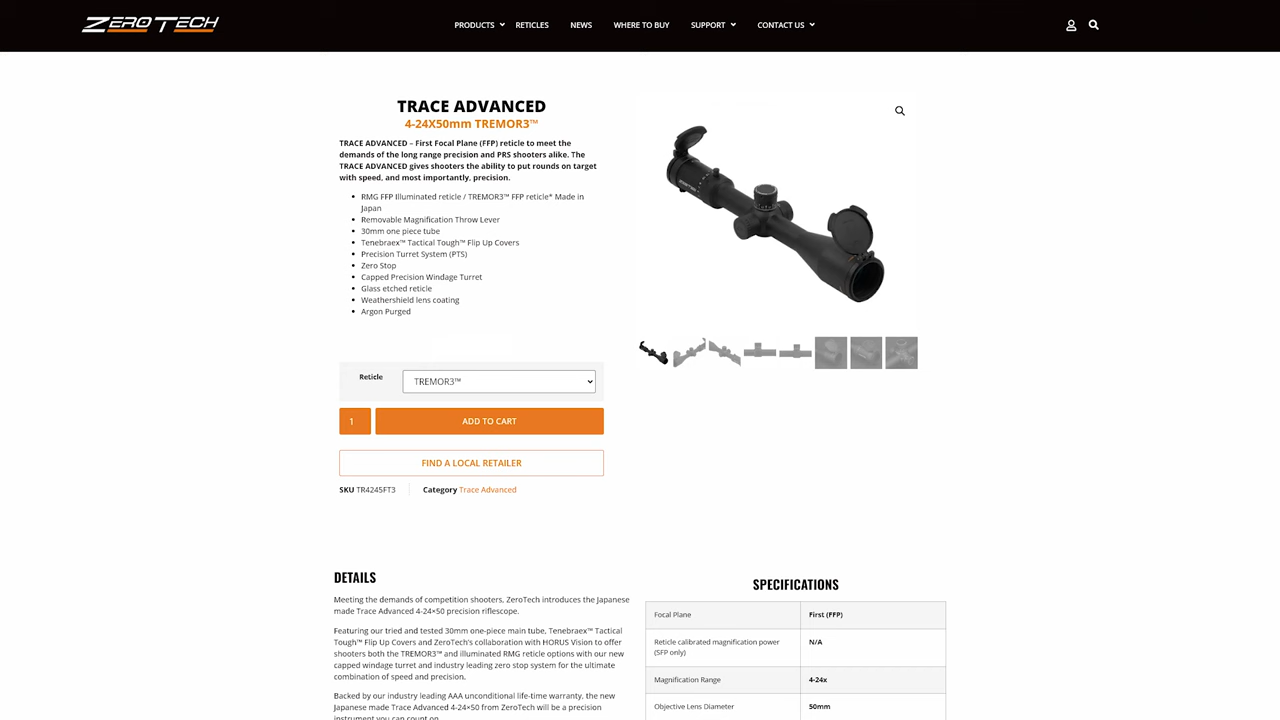 ZEROTECH
PRODUCTS
RETICLES
NEWS
WHERE TO BUY
SUPPORT
CONTACT US
TRACE ADVANCED
4-24X50mm TREMOR3™
TRACE ADVANCED – First Focal Plane (FFP) reticle to meet the
demands of the long range precision and PRS shooters alike. The
TRACE ADVANCED gives shooters the ability to put rounds on target
with speed, and most importantly, precision.
• RMG FFP Illuminated reticle / TREMOR3™ FFP reticle* Made in
Japan
• Removable Magnification Throw Lever
• 30mm one piece tube
• Tenebraex™ Tactical Tough™ Flip Up Covers
• Precision Turret System (PTS)
• Zero Stop
• Capped Precision Windage Turret
• Glass etched reticle
• Weathershield lens coating
• Argon Purged
Reticle
TREMOR3™
1
ADD TO CART
FIND A LOCAL RETAILER
SKU TR4245FT3
Category Trace Advanced
DETAILS
Meeting the demands of competition shooters, ZeroTech introduces the Japanese
made Trace Advanced 4-24×50 precision riflescope.
Featuring our tried and tested 30mm one-piece main tube, Tenebraex™ Tactical
Tough™ Flip Up Covers and ZeroTech's collaboration with HORUS Vision to offer
shooters both the TREMOR3™ and illuminated RMG reticle options with our new
capped windage turret and industry leading zero stop system for the ultimate
combination of speed and precision.
Backed by our industry leading AAA unconditional life-time warranty, the new
Japanese made Trace Advanced 4-24×50 from ZeroTech will be a precision
instrument you can count on.
SPECIFICATIONS
Focal Plane
First (FFP)
Reticle calibrated magnification power
(SFP only)
N/A
Magnification Range
4-24x
Objective Lens Diameter
50mm